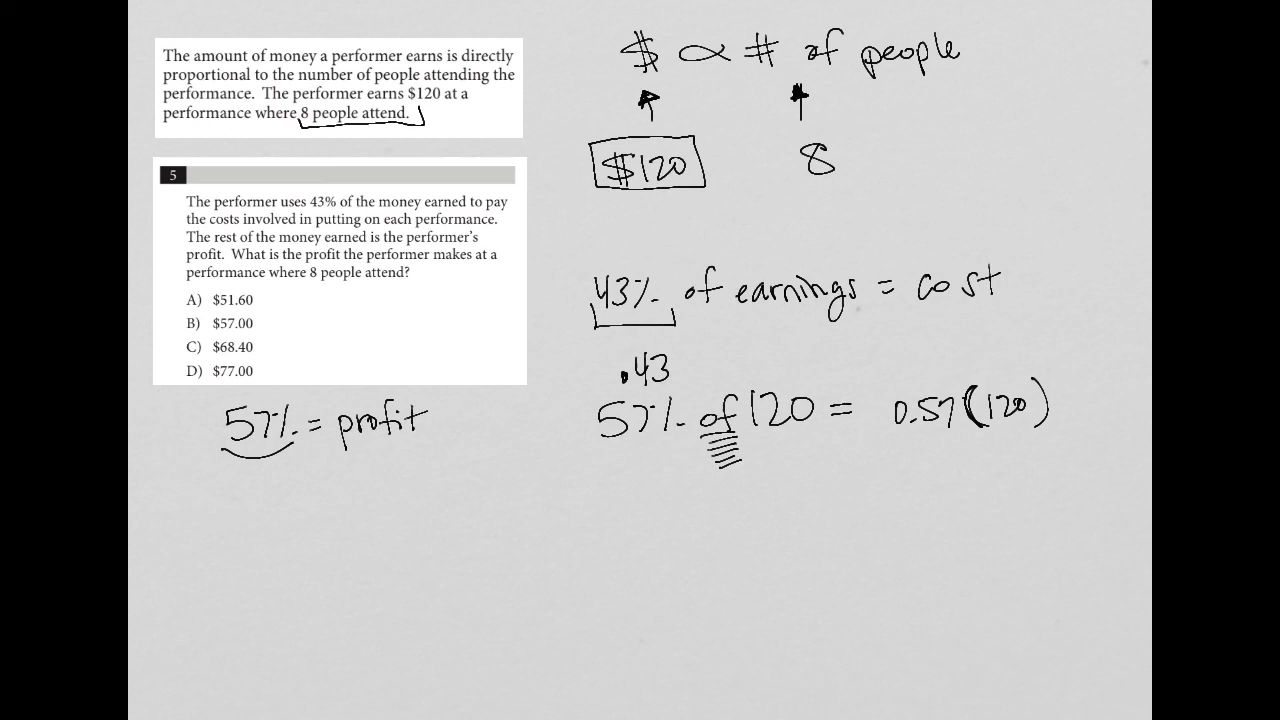 The amount of money a performer earns is directly
proportional to the number of people attending the
performance. The performer earns $120 at a
performance where 8 people attend.
5
The performer uses 43% of the money earned to pay
the costs involved in putting on each performance.
The rest of the money earned is the performer's
profit. What is the profit the performer makes at a
performance where 8 people attend?
A) $51.60
B) $57.00
C) $68.40
D) $77.00
57% = profit
$ ∝ # of people
$120 8
43% of earnings = cost
.43
57% of 120 = 0.57(120)